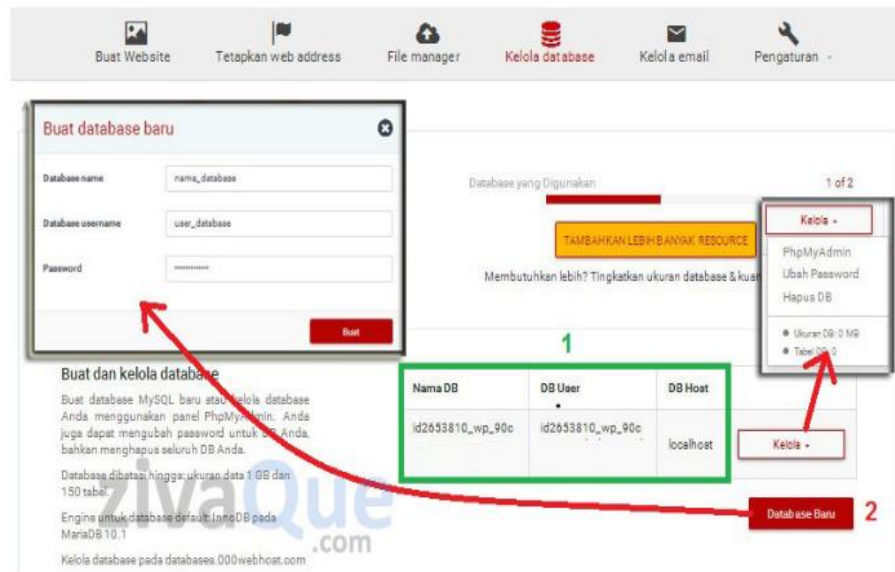 Buat Website
Tetapkan web address
File manager
Kelola database
Kelola email
Pengaturan
Buat database baru
Database name
nama_database
Database username
user_database
Password
Buat
Database yang Digunakan
1 of 2
TAMBAHKAN LEBIH BANYAK RESOURCE
Membutuhkan lebih? Tingkatkan ukuran database & kuan
Kelola
PhpMyAdmin
Ubah Password
Hapus DB
Ukuran DB: 0 MB
Tabel DB: 0
1
Buat dan kelola database
Buat database MySQL baru atau kelola database
Anda menggunakan panel PhpMyAdmin. Anda
juga dapat mengubah password untuk DB Anda,
bahkan menghapus seluruh DB Anda.
Database dibatasi hingga: ukuran data 1 GB dan
150 tabel.
Engine untuk database default: InnoDB pada
MariaDB 10.1
Kelola database pada databases.000webhost.com
Nama DB
DB User
DB Host
id2653810_wp_90c
id2653810_wp_90c
localhost
Kelola
Database Baru
2
zivaQue
.com